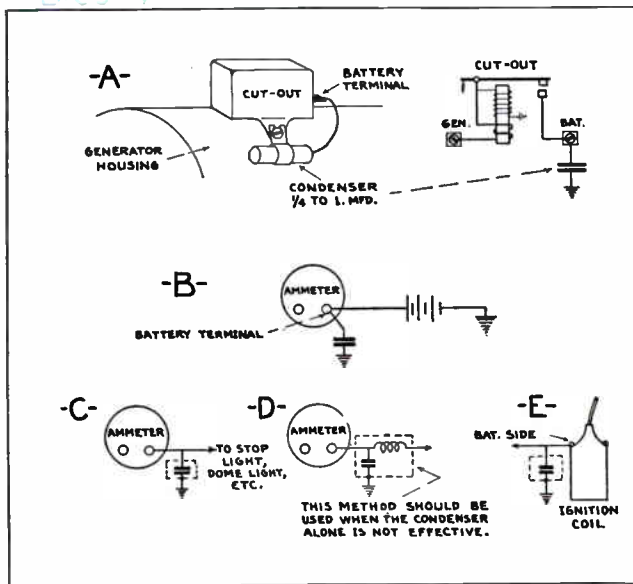 -A-
CUT-OUT
BATTERY
TERMINAL
GENERATOR
HOUSING
CONDENSER
1/4 TO 1. MFD.
CUT-OUT
GEN.
BAT.
-B-
AMMETER
BATTERY TERMINAL
-C-
AMMETER
TO STOP
LIGHT,
DOME LIGHT,
ETC.
-D-
AMMETER
THIS METHOD SHOULD BE
USED WHEN THE CONDENSER
ALONE IS NOT EFFECTIVE.
-E-
BAT. SIDE
IGNITION
COIL